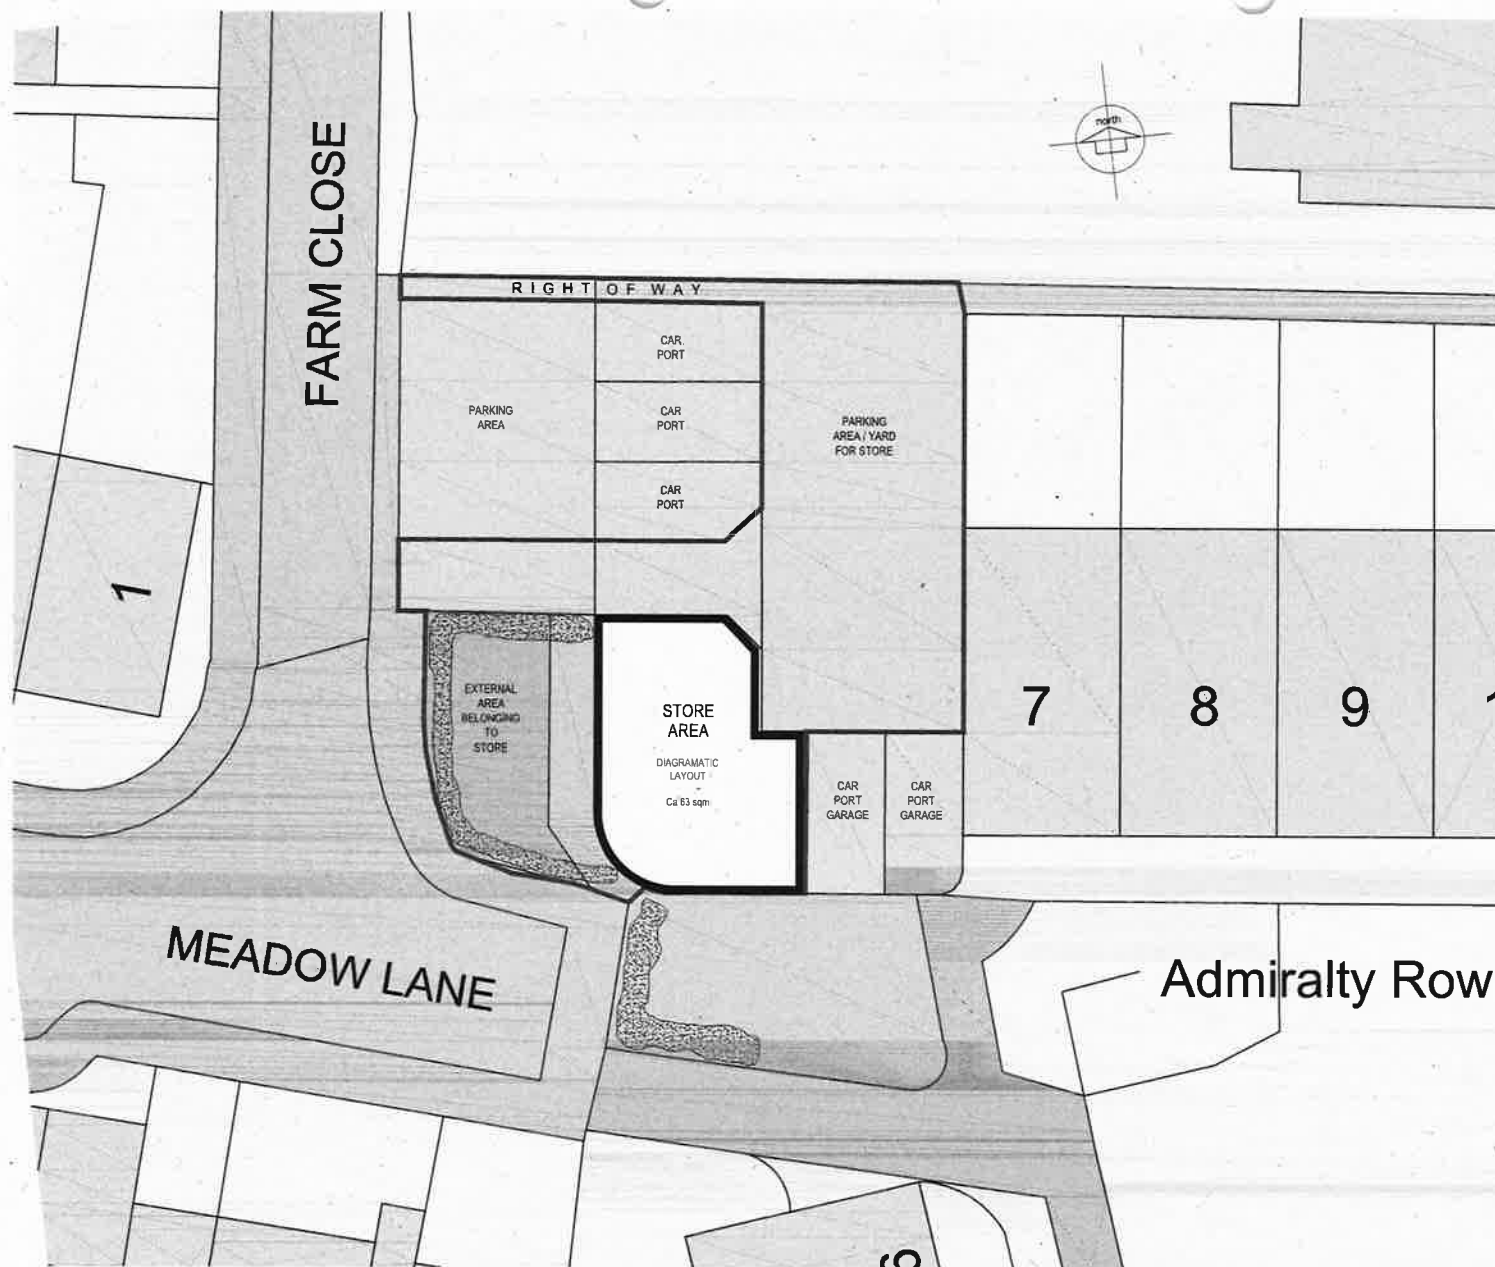 north
FARM CLOSE
RIGHT OF WAY
CAR
PORT
PARKING
AREA
CAR
PORT
PARKING
AREA / YARD
FOR STORE
CAR
PORT
1
EXTERNAL
AREA
BELONGING
TO
STORE
STORE
AREA
DIAGRAMATIC
LAYOUT
Ca 63 sqm
7
8
9
CAR
PORT
GARAGE
CAR
PORT
GARAGE
MEADOW LANE
Admiralty Row